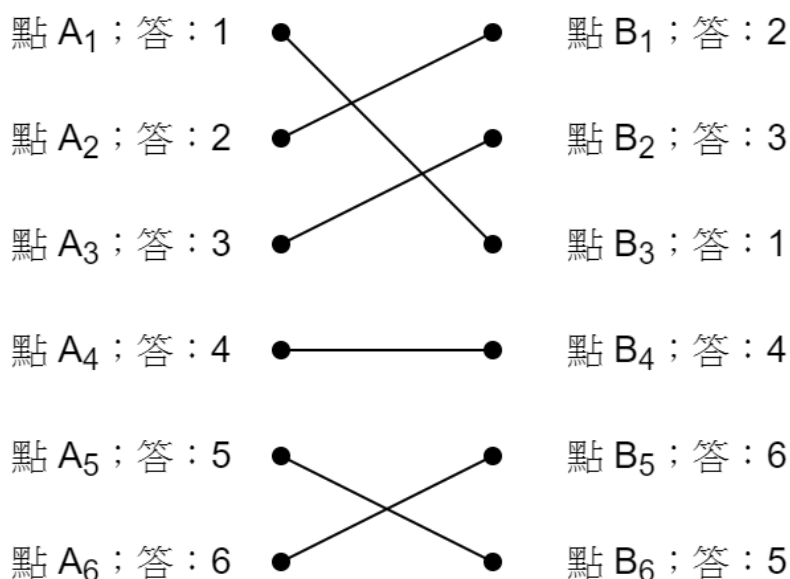 點 A₁；答：1 點 B₁；答：2
點 A₂；答：2 點 B₂；答：3
點 A₃；答：3 點 B₃；答：1
點 A₄；答：4 點 B₄；答：4
點 A₅；答：5 點 B₅；答：6
點 A₆；答：6 點 B₆；答：5